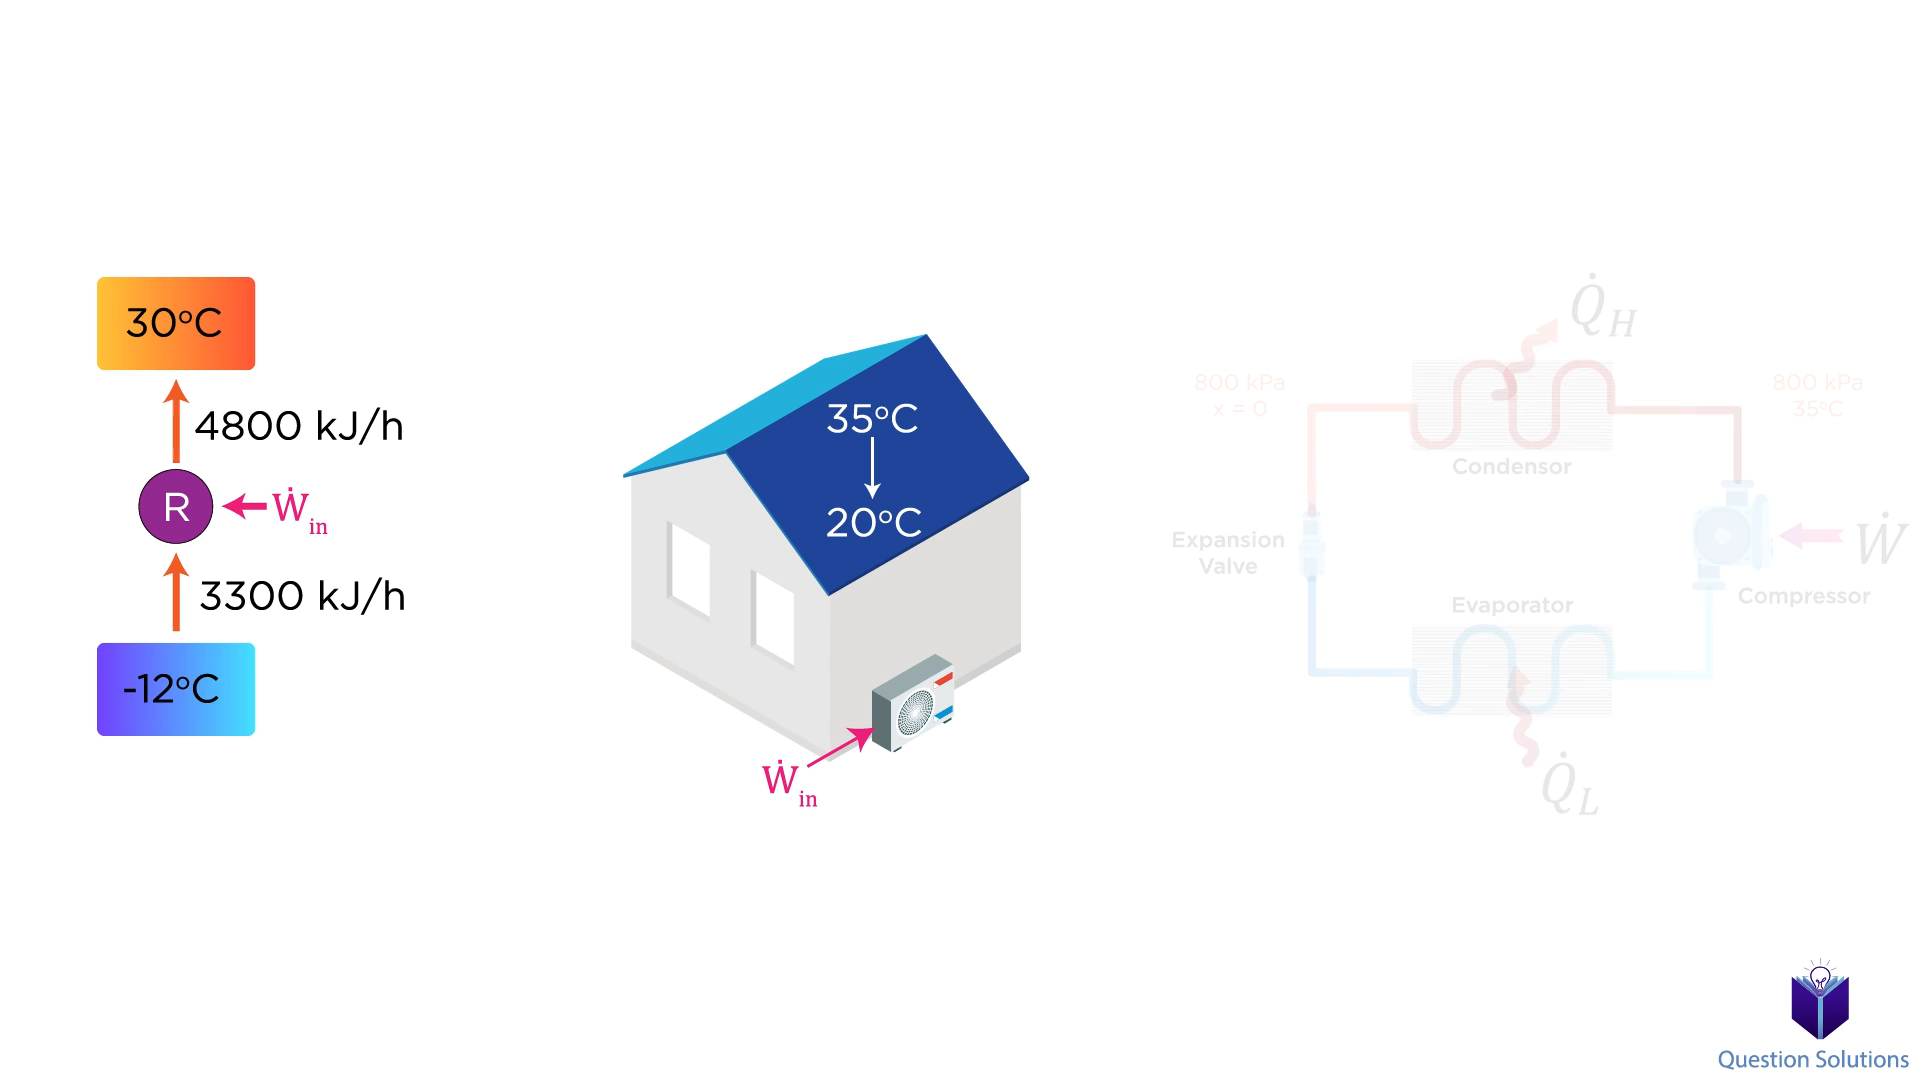 30°C
4800 kJ/h
R
Ẇin
3300 kJ/h
-12°C
35°C
20°C
Ẇin
Q̇H
800 kPa
x = 0
800 kPa
35°C
Condensor
Expansion
Valve
Ẇ
Compressor
Evaporator
Q̇L
Question Solutions